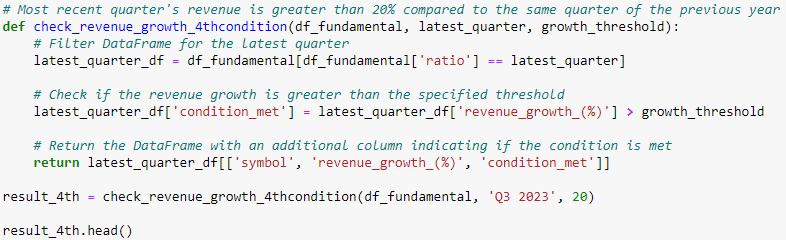 # Most recent quarter's revenue is greater than 20% compared to the same quarter of the previous year
def check_revenue_growth_4thcondition(df_fundamental, latest_quarter, growth_threshold):
    # Filter DataFrame for the latest quarter
    latest_quarter_df = df_fundamental[df_fundamental['ratio'] == latest_quarter]

    # Check if the revenue growth is greater than the specified threshold
    latest_quarter_df['condition_met'] = latest_quarter_df['revenue_growth_(%)'] > growth_threshold

    # Return the DataFrame with an additional column indicating if the condition is met
    return latest_quarter_df[['symbol', 'revenue_growth_(%)', 'condition_met']]

result_4th = check_revenue_growth_4thcondition(df_fundamental, 'Q3 2023', 20)

result_4th.head()